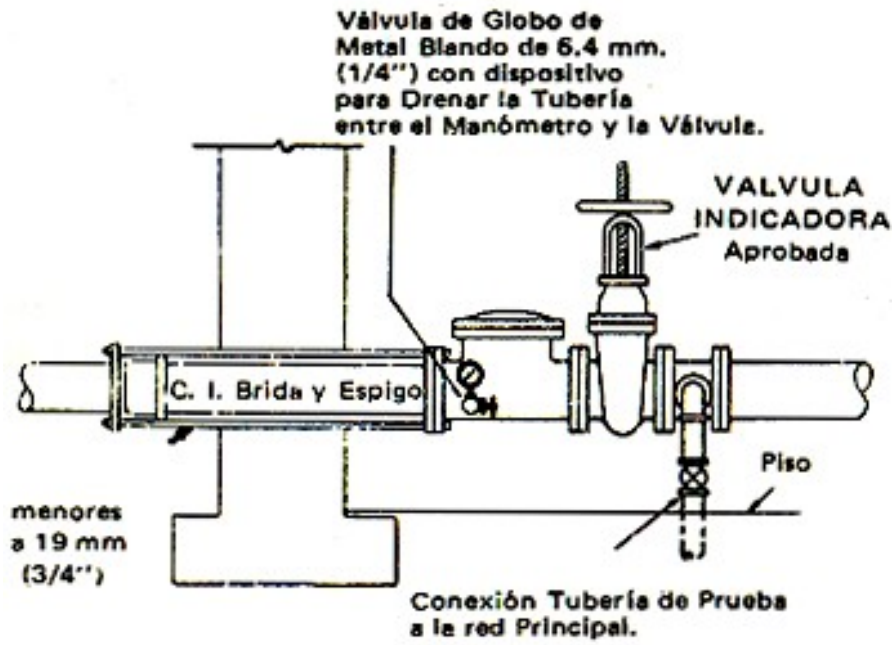 Válvula de Globo de
Metal Blando de 6.4 mm.
(1/4'') con dispositivo
para Drenar la Tubería
entre el Manómetro y la Válvula.
VALVULA
INDICADORA
Aprobada
C. I. Brida y Espigo
Piso
menores
a 19 mm
(3/4'')
Conexión Tubería de Prueba
a la red Principal.